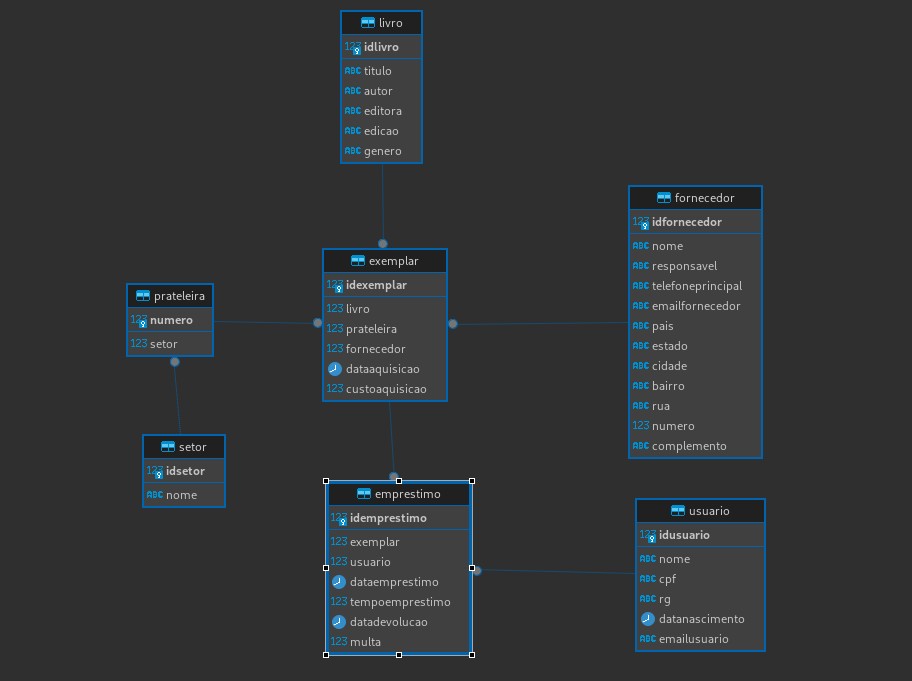 livro
123 idlivro
ABC titulo
ABC autor
ABC editora
ABC edicao
ABC genero
fornecedor
123 idfornecedor
ABC nome
ABC responsavel
ABC telefoneprincipal
ABC emailfornecedor
ABC pais
ABC estado
ABC cidade
ABC bairro
ABC rua
123 numero
ABC complemento
exemplar
123 idexemplar
123 livro
123 prateleira
123 fornecedor
dataaquisicao
123 custoaquisicao
prateleira
123 numero
123 setor
setor
123 idsetor
ABC nome
emprestimo
123 idemprestimo
123 exemplar
123 usuario
dataemprestimo
123 tempoemprestimo
datadevolucao
123 multa
usuario
123 idusuario
ABC nome
ABC cpf
ABC rg
datanascimento
ABC emailusuario